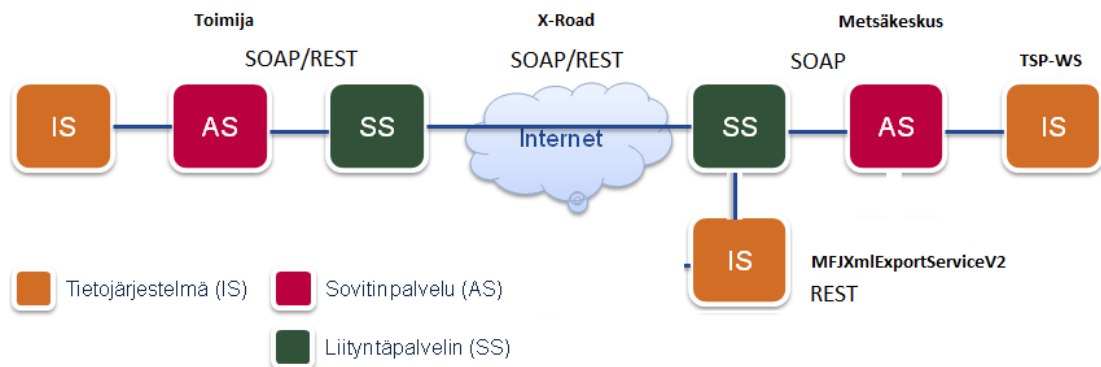 Toimija
X-Road
Metsäkeskus
SOAP/REST
SOAP/REST
SOAP
TSP-WS
IS
AS
SS
Internet
SS
AS
IS
IS
MFJXmlExportServiceV2
REST
Tietojärjestelmä (IS)
Sovitinpalvelu (AS)
Liityntäpalvelin (SS)